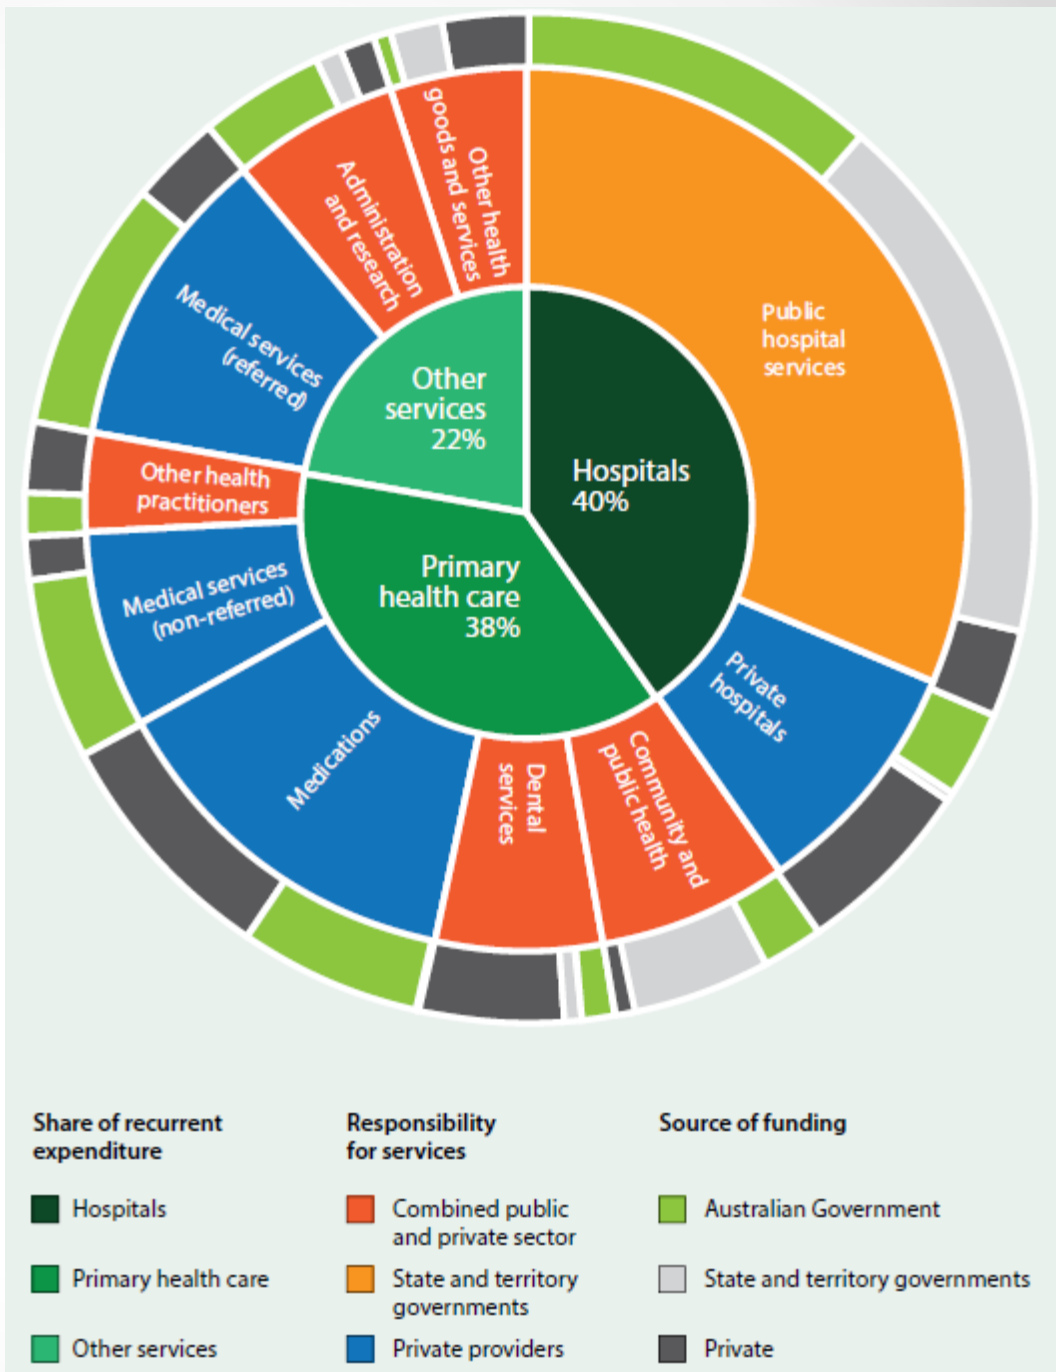 Other health
goods and services
Administration
and research
Medical services
(referred)
Other health
practitioners
Medical services
(non-referred)
Medications
Dental
services
Community and
public health
Private
hospitals
Public
hospital
services
Other
services
22%
Hospitals
40%
Primary
health care
38%
Share of recurrent
expenditure
Hospitals
Primary health care
Other services
Responsibility
for services
Combined public
and private sector
State and territory
governments
Private providers
Source of funding
Australian Government
State and territory governments
Private